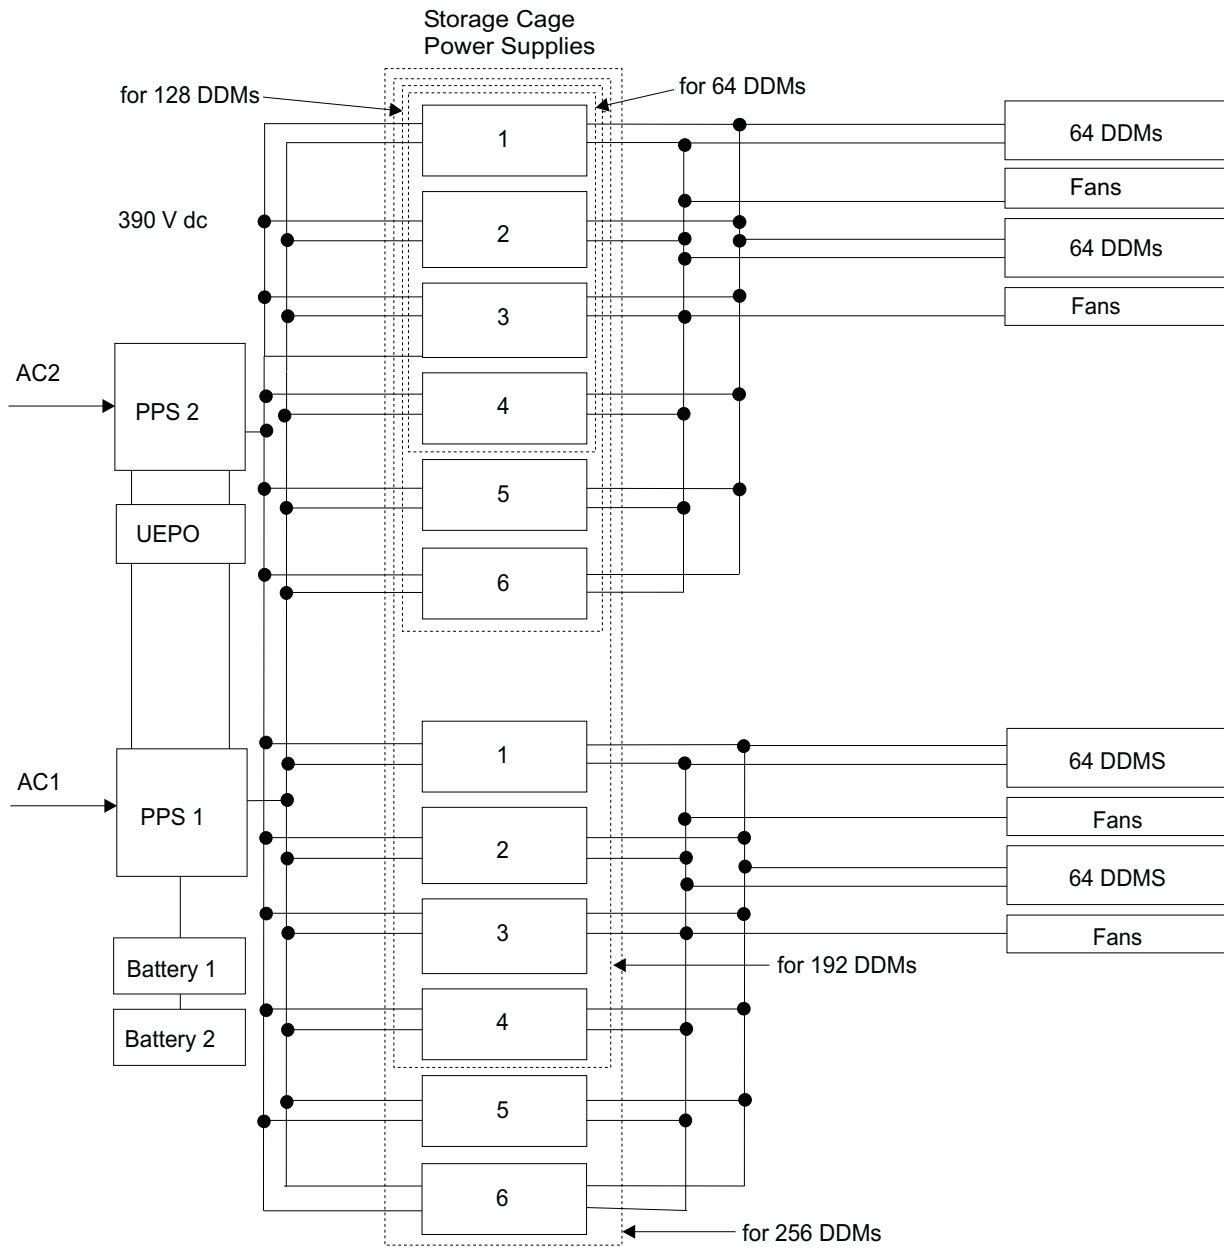 Storage Cage
Power Supplies
for 128 DDMs
for 64 DDMs
1
64 DDMs
Fans
390 V dc
2
64 DDMs
3
Fans
AC2
PPS 2
4
5
UEPO
6
1
64 DDMS
AC1
PPS 1
Fans
2
64 DDMS
3
Fans
Battery 1
for 192 DDMs
4
Battery 2
5
6
for 256 DDMs